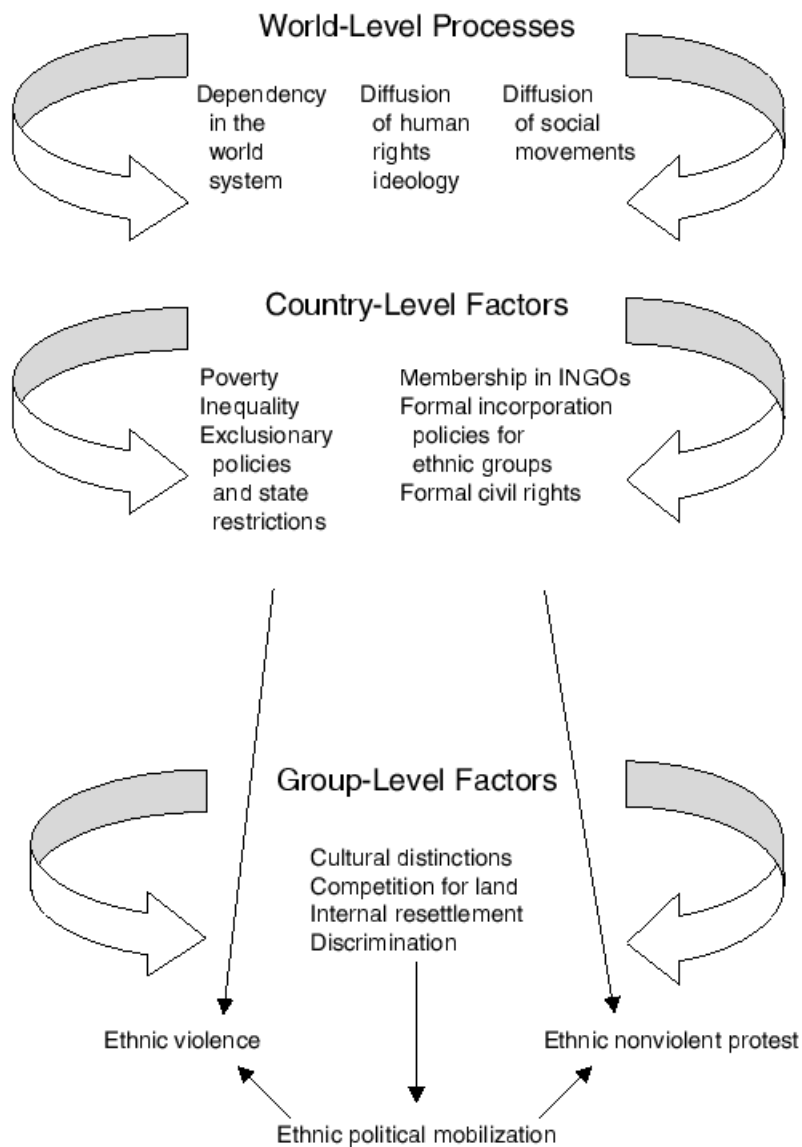 World-Level Processes
Dependency
in the
world
system
Diffusion
of human
rights
ideology
Diffusion
of social
movements
Country-Level Factors
Poverty
Inequality
Exclusionary
policies
and state
restrictions
Membership in INGOs
Formal incorporation
policies for
ethnic groups
Formal civil rights
Group-Level Factors
Cultural distinctions
Competition for land
Internal resettlement
Discrimination
Ethnic violence
Ethnic nonviolent protest
Ethnic political mobilization